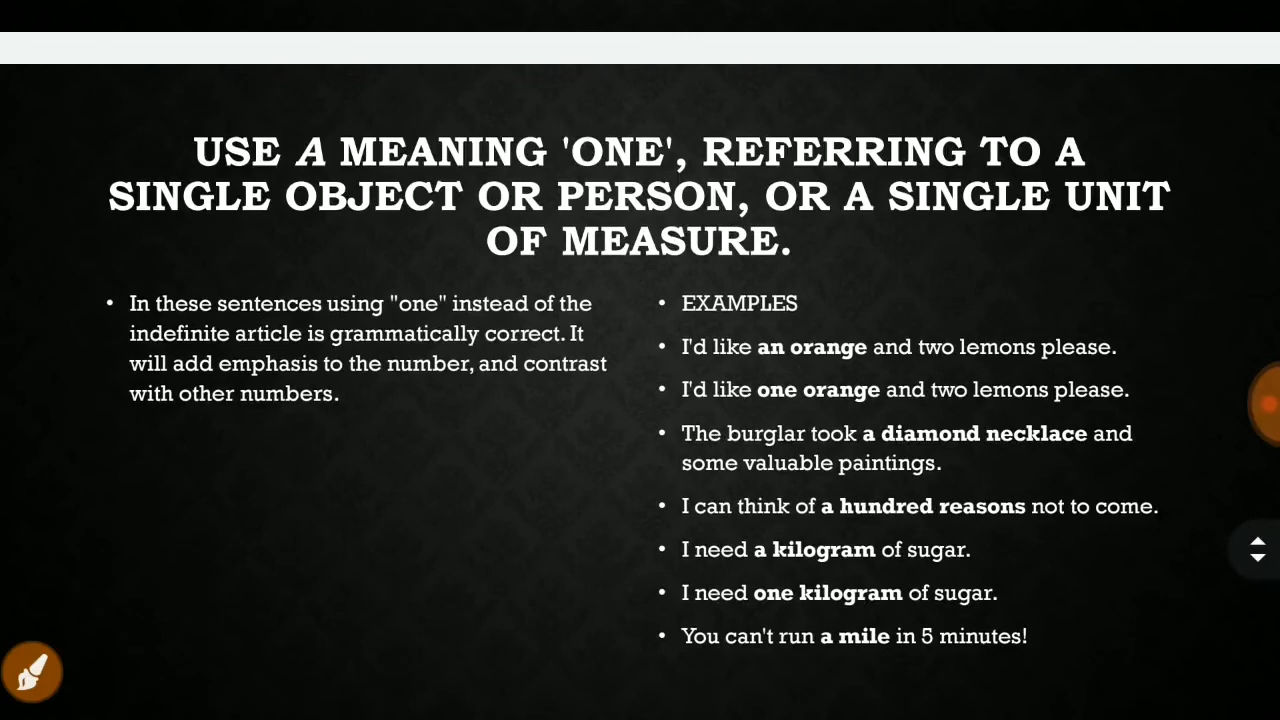 USE A MEANING 'ONE', REFERRING TO A
SINGLE OBJECT OR PERSON, OR A SINGLE UNIT
OF MEASURE.
• In these sentences using "one" instead of the
indefinite article is grammatically correct. It
will add emphasis to the number, and contrast
with other numbers.
• EXAMPLES
• I'd like an orange and two lemons please.
• I'd like one orange and two lemons please.
• The burglar took a diamond necklace and
some valuable paintings.
• I can think of a hundred reasons not to come.
• I need a kilogram of sugar.
• I need one kilogram of sugar.
• You can't run a mile in 5 minutes!